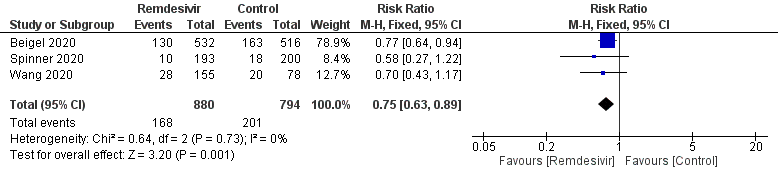 Remdesivir Control Risk Ratio Risk Ratio
Study or Subgroup Events Total Events Total Weight M-H, Fixed, 95% CI M-H, Fixed, 95% CI
Beigel 2020 130 532 163 516 78.9% 0.77 [0.64, 0.94]
Spinner 2020 10 193 18 200 8.4% 0.58 [0.27, 1.22]
Wang 2020 28 155 20 78 12.7% 0.70 [0.43, 1.17]
Total (95% CI) 880 794 100.0% 0.75 [0.63, 0.89]
Total events 168 201
Heterogeneity: Chi² = 0.64, df = 2 (P = 0.73); I² = 0%
Test for overall effect: Z = 3.20 (P = 0.001)
0.05 0.2 1 5 20
Favours [Remdesivir] Favours [Control]